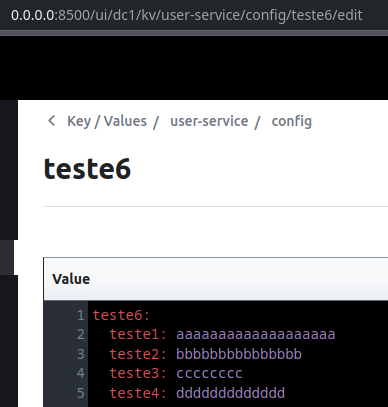 0.0.0.0:8500/ui/dc1/kv/user-service/config/teste6/edit
< Key / Values / user-service / config
teste6
Value
1 teste6:
2 teste1: aaaaaaaaaaaaaaaaaaa
3 teste2: bbbbbbbbbbbbbbb
4 teste3: cccccccc
5 teste4: ddddddddddddd